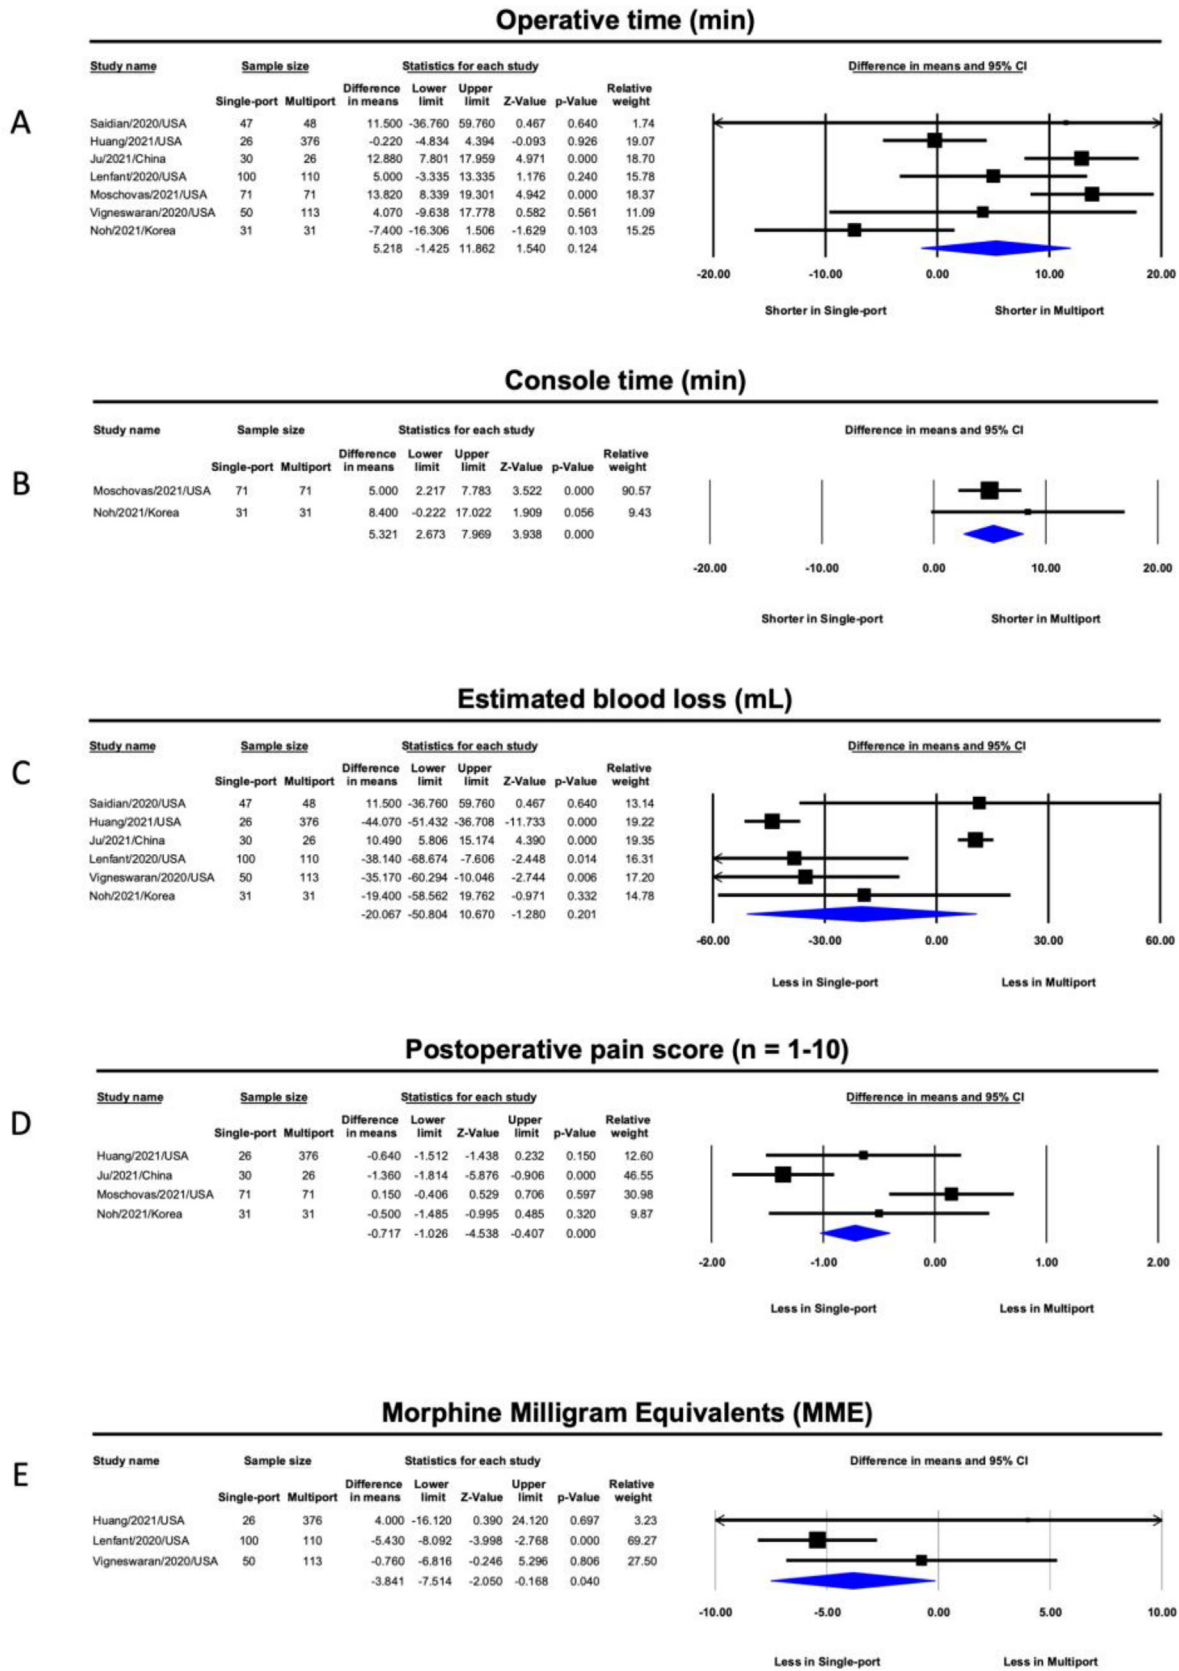 Operative time (min)
A
Study name Sample size Statistics for each study Difference in means and 95% CI
Difference Lower Upper Relative
Single-port Multiport in means limit limit Z-Value p-Value weight
Saidian/2020/USA 47 48 11.500 -36.760 59.760 0.467 0.640 1.74
Huang/2021/USA 26 376 -0.220 -4.834 4.394 -0.093 0.926 19.07
Ju/2021/China 30 26 12.880 7.801 17.959 4.971 0.000 18.70
Lenfant/2020/USA 100 110 5.000 -3.335 13.335 1.176 0.240 15.78
Moschovas/2021/USA 71 71 13.820 8.339 19.301 4.942 0.000 18.37
Vigneswaran/2020/USA 50 113 4.070 -9.638 17.778 0.582 0.561 11.09
Noh/2021/Korea 31 31 -7.400 -16.306 1.506 -1.629 0.103 15.25
5.218 -1.425 11.862 1.540 0.124
-20.00 -10.00 0.00 10.00 20.00
Shorter in Single-port Shorter in Multiport
Console time (min)
B
Study name Sample size Statistics for each study Difference in means and 95% CI
Difference Lower Upper Relative
Single-port Multiport in means limit limit Z-Value p-Value weight
Moschovas/2021/USA 71 71 5.000 2.217 7.783 3.522 0.000 90.57
Noh/2021/Korea 31 31 8.400 -0.222 17.022 1.909 0.056 9.43
5.321 2.673 7.969 3.938 0.000
-20.00 -10.00 0.00 10.00 20.00
Shorter in Single-port Shorter in Multiport
Estimated blood loss (mL)
C
Study name Sample size Statistics for each study Difference in means and 95% CI
Difference Lower Upper Relative
Single-port Multiport in means limit limit Z-Value p-Value weight
Saidian/2020/USA 47 48 11.500 -36.760 59.760 0.467 0.640 13.14
Huang/2021/USA 26 376 -44.070 -51.432 -36.708 -11.733 0.000 19.22
Ju/2021/China 30 26 10.490 5.806 15.174 4.390 0.000 19.35
Lenfant/2020/USA 100 110 -38.140 -68.674 -7.606 -2.448 0.014 16.31
Vigneswaran/2020/USA 50 113 -35.170 -60.294 -10.046 -2.744 0.006 17.20
Noh/2021/Korea 31 31 -19.400 -58.562 19.762 -0.971 0.332 14.78
-20.067 -50.804 10.670 -1.280 0.201
-60.00 -30.00 0.00 30.00 60.00
Less in Single-port Less in Multiport
Postoperative pain score (n = 1-10)
D
Study name Sample size Statistics for each study Difference in means and 95% CI
Difference Lower Upper Relative
Single-port Multiport in means limit Z-Value limit p-Value weight
Huang/2021/USA 26 376 -0.640 -1.512 -1.438 0.232 0.150 12.60
Ju/2021/China 30 26 -1.360 -1.814 -5.876 -0.906 0.000 46.55
Moschovas/2021/USA 71 71 0.150 -0.406 0.529 0.706 0.597 30.98
Noh/2021/Korea 31 31 -0.500 -1.485 -0.995 0.485 0.320 9.87
-0.717 -1.026 -4.538 -0.407 0.000
-2.00 -1.00 0.00 1.00 2.00
Less in Single-port Less in Multiport
Morphine Milligram Equivalents (MME)
E
Study name Sample size Statistics for each study Difference in means and 95% CI
Difference Lower Upper Relative
Single-port Multiport in means limit Z-Value limit p-Value weight
Huang/2021/USA 26 376 4.000 -16.120 0.390 24.120 0.697 3.23
Lenfant/2020/USA 100 110 -5.430 -8.092 -3.998 -2.768 0.000 69.27
Vigneswaran/2020/USA 50 113 -0.760 -6.816 -0.246 5.296 0.806 27.50
-3.841 -7.514 -2.050 -0.168 0.040
-10.00 -5.00 0.00 5.00 10.00
Less in Single-port Less in Multiport